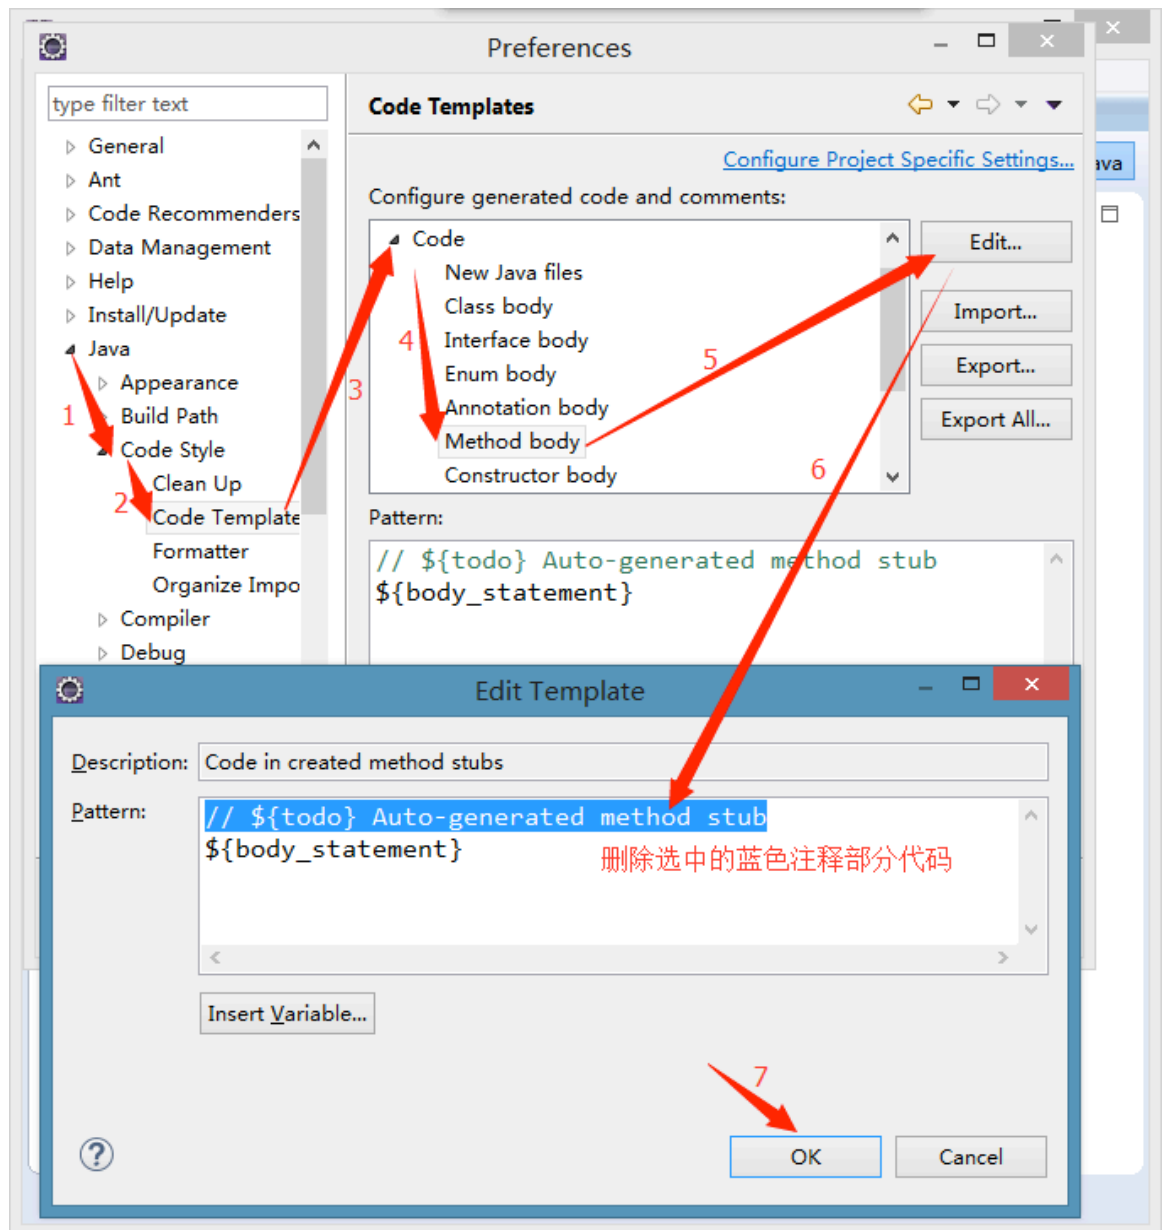 Preferences
type filter text
General
Ant
Code Recommenders
Data Management
Help
Install/Update
Java
Appearance
1
Build Path
Code Style
Clean Up
2
Code Template
Formatter
Organize Impo
Compiler
Debug
Code Templates
Configure Project Specific Settings...
ava
Configure generated code and comments:
Code
New Java files
Class body
4
Interface body
Enum body
3
Annotation body
Method body
Constructor body
5
6
Edit...
Import...
Export...
Export All...
Pattern:
// ${todo} Auto-generated method stub
${body_statement}
Edit Template
Description:
Code in created method stubs
Pattern:
// ${todo} Auto-generated method stub
${body_statement}
删除选中的蓝色注释部分代码
Insert Variable...
7
?
OK
Cancel